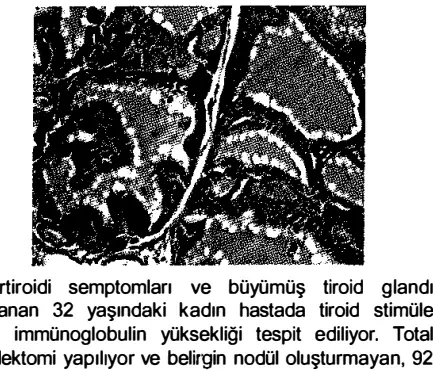 rtiroidi semptomları ve büyümüş tiroid glandı
anan 32 yaşındaki kadın hastada tiroid stimüle
immünoglobulin yüksekliği tespit ediliyor. Total
lektomi yapılıyor ve belirgin nodül oluşturmayan, 92